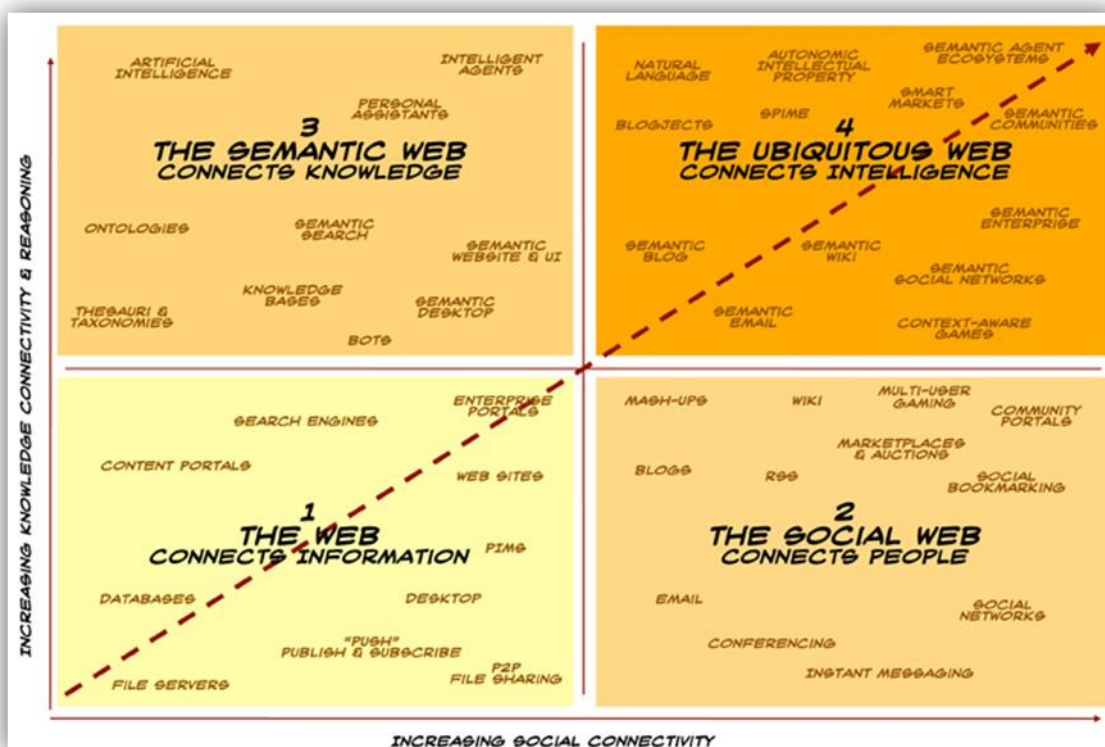 ARTIFICIAL
INTELLIGENCE
INTELLIGENT
AGENTS
PERSONAL
ASSISTANTS
3
THE SEMANTIC WEB
CONNECTS KNOWLEDGE
ONTOLOGIES
SEMANTIC
SEARCH
SEMANTIC
WEBSITE & UI
KNOWLEDGE
BASES
SEMANTIC
DESKTOP
THESAURI &
TAXONOMIES
BOTS
NATURAL
LANGUAGE
AUTONOMIC
INTELLECTUAL
PROPERTY
SEMANTIC AGENT
ECOSYSTEMS
SMART
MARKETS
SPIME
BLOGJECTS
SEMANTIC
COMMUNITIES
4
THE UBIQUITOUS WEB
CONNECTS INTELLIGENCE
SEMANTIC
ENTERPRISE
SEMANTIC
BLOG
SEMANTIC
WIKI
SEMANTIC
SOCIAL NETWORKS
SEMANTIC
EMAIL
CONTEXT-AWARE
GAMES
ENTERPRISE
PORTALS
SEARCH ENGINES
CONTENT PORTALS
WEB SITES
1
THE WEB
CONNECTS INFORMATION
PIMS
DATABASES
DESKTOP
"PUSH"
PUBLISH & SUBSCRIBE
P2P
FILE SHARING
FILE SERVERS
MASH-UPS
WIKI
MULTI-USER
GAMING
COMMUNITY
PORTALS
MARKETPLACES
& AUCTIONS
BLOGS
RSS
SOCIAL
BOOKMARKING
2
THE SOCIAL WEB
CONNECTS PEOPLE
EMAIL
SOCIAL
NETWORKS
CONFERENCING
INSTANT MESSAGING
INCREASING KNOWLEDGE CONNECTIVITY & REASONING
INCREASING SOCIAL CONNECTIVITY